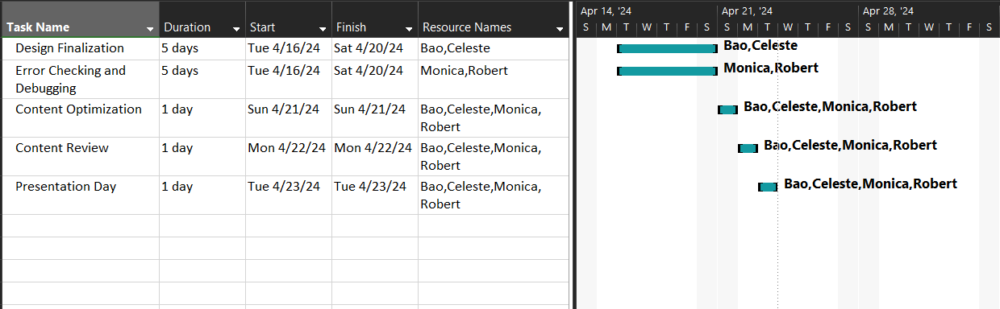 Apr 14, '24 Apr 21, '24 Apr 28, '24
Task Name Duration Start Finish Resource Names S M T W T F S S M T W T F S S M T W T F S
Design Finalization 5 days Tue 4/16/24 Sat 4/20/24 Bao,Celeste Bao,Celeste
Error Checking and 5 days Tue 4/16/24 Sat 4/20/24 Monica,Robert Monica,Robert
Debugging
Content Optimization 1 day Sun 4/21/24 Sun 4/21/24 Bao,Celeste,Monica, Bao,Celeste,Monica,Robert
Robert
Content Review 1 day Mon 4/22/24 Mon 4/22/24 Bao,Celeste,Monica, Bao,Celeste,Monica,Robert
Robert
Presentation Day 1 day Tue 4/23/24 Tue 4/23/24 Bao,Celeste,Monica, Bao,Celeste,Monica,Robert
Robert